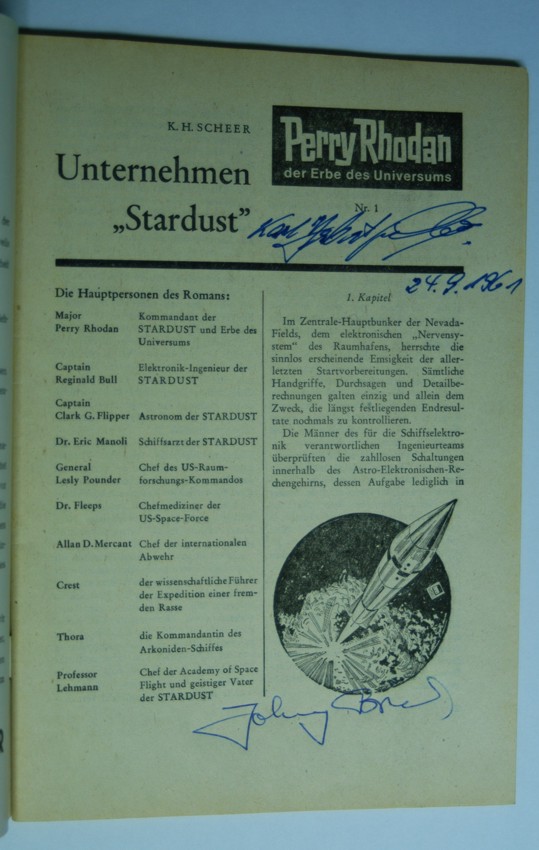 K. H. SCHEER
Unternehmen
„Stardust”
Perry Rhodan
der Erbe des Universums
Nr. 1
24.9.1961
Die Hauptpersonen des Romans:
Major Perry Rhodan Kommandant der STARDUST und Erbe des Universums
Captain Reginald Bull Elektronik-Ingenieur der STARDUST
Captain Clark G. Flipper Astronom der STARDUST
Dr. Eric Manoli Schiffsarzt der STARDUST
General Lesly Pounder Chef des US-Raum-forschungs-Kommandos
Dr. Fleeps Chefmediziner der US-Space-Force
Allan D. Mercant Chef der internationalen Abwehr
Crest der wissenschaftliche Führer der Expedition einer frem-den Rasse
Thora die Kommandantin des Arkoniden-Schiffes
Professor Lehmann Chef der Academy of Space Flight und geistiger Vater der STARDUST
1. Kapitel
Im Zentrale-Hauptbunker der Nevada-
Fields, dem elektronischen „Nervensy-
stem” des Raumhafens, herrschte die
sinnlos erscheinende Emsigkeit der aller-
letzten Startvorbereitungen. Sämtliche
Handgriffe, Durchsagen und Detailbe-
rechnungen galten einzig und allein dem
Zweck, die längst festliegenden Endresul-
tate nochmals zu kontrollieren.
Die Männer des für die Schiffselektro-
nik verantwortlichen Ingenieurteams
überprüften die zahllosen Schaltungen
innerhalb des Astro-Elektronischen-Re-
chengehirns, dessen Aufgabe lediglich in
Johnny